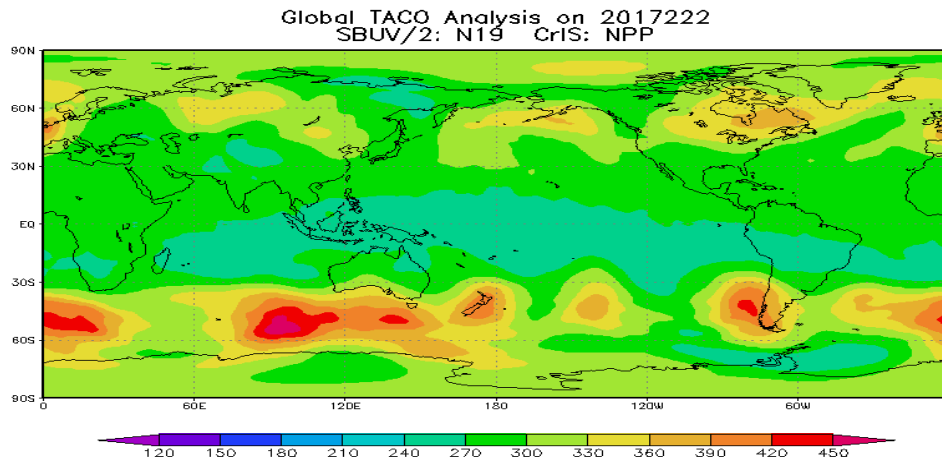 Global TACO Analysis on 2017222
SBUV/2: N19 CrIS: NPP
90N
60N
30N
EQ
30S
60S
90S
0 60E 120E 180 120W 60W
120 150 180 210 240 270 300 330 360 390 420 450